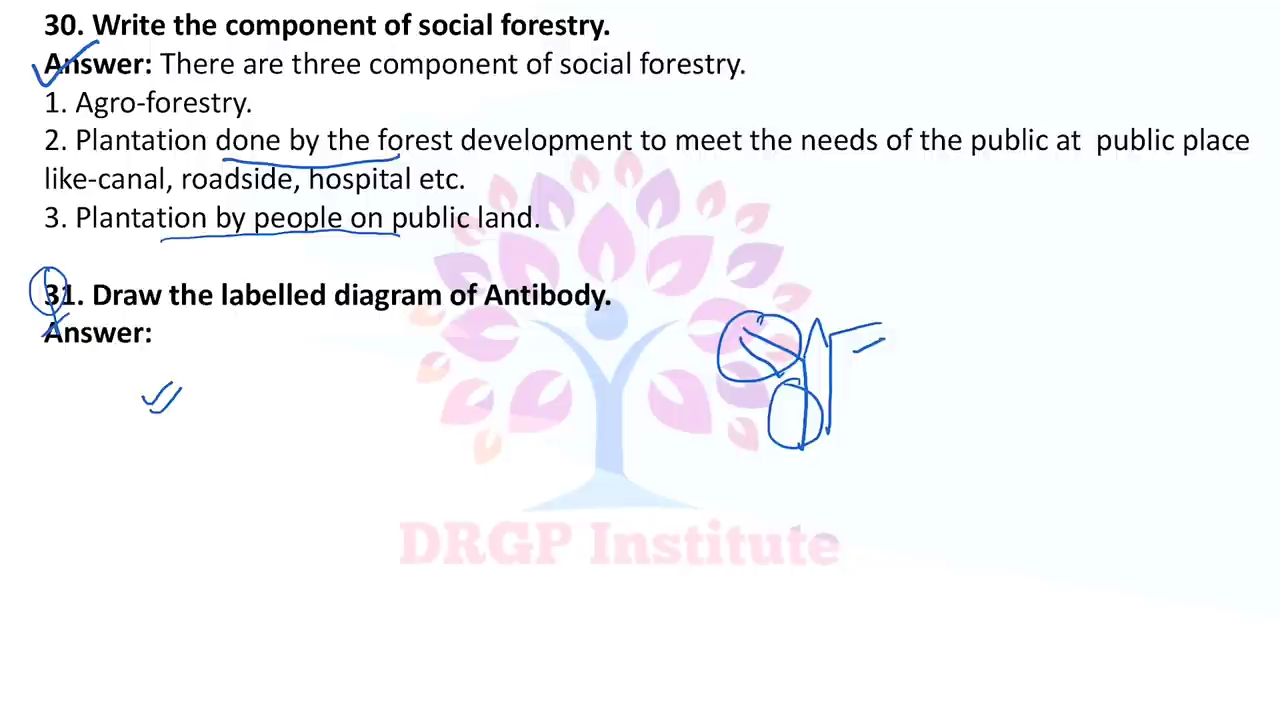 30. Write the component of social forestry.
Answer: There are three component of social forestry.
1. Agro-forestry.
2. Plantation done by the forest development to meet the needs of the public at public place
like-canal, roadside, hospital etc.
3. Plantation by people on public land.
31. Draw the labelled diagram of Antibody.
Answer:
DRGP Institute